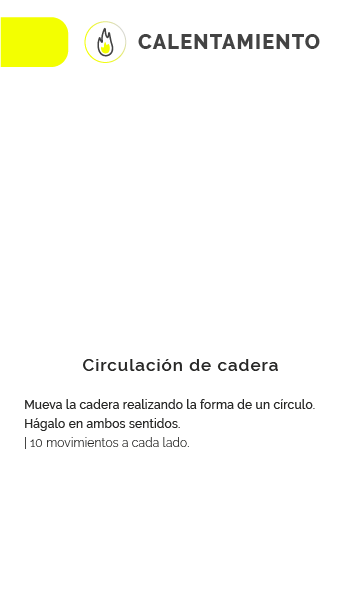 CALENTAMIENTO
Circulación de cadera
Mueva la cadera realizando la forma de un círculo.
Hágalo en ambos sentidos.
| 10 movimientos a cada lado.